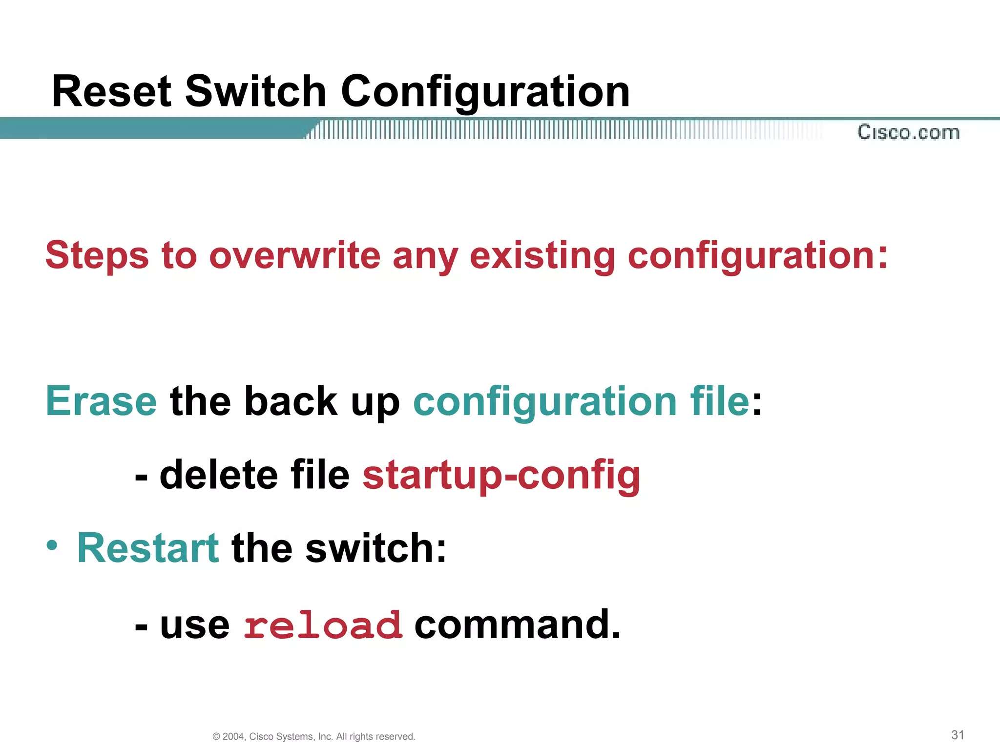 Reset Switch Configuration
Cisco.com
Steps to overwrite any existing configuration:
Erase the back up configuration file:
- delete file startup-config
• Restart the switch:
- use reload command.
© 2004, Cisco Systems, Inc. All rights reserved.
31